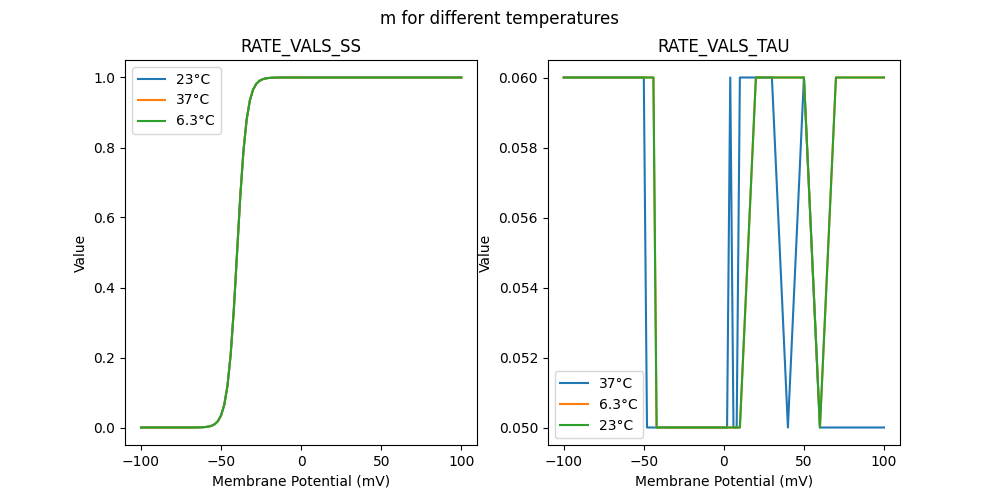 m for different temperatures
RATE_VALS_SS
1.0
0.8
0.6
0.4
0.2
0.0
Value
23°C
37°C
6.3°C
−100
−50
0
50
100
Membrane Potential (mV)
RATE_VALS_TAU
0.060
0.058
0.056
0.054
0.052
0.050
Value
37°C
6.3°C
23°C
−100
−50
0
50
100
Membrane Potential (mV)